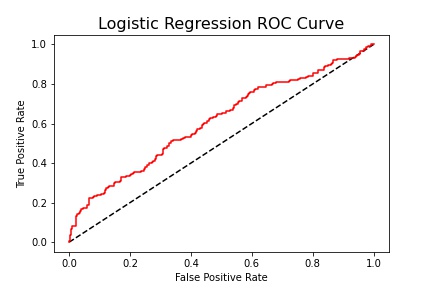 Logistic Regression ROC Curve
True Positive Rate
1.0
0.8
0.6
0.4
0.2
0.0
0.0 0.2 0.4 0.6 0.8 1.0
False Positive Rate